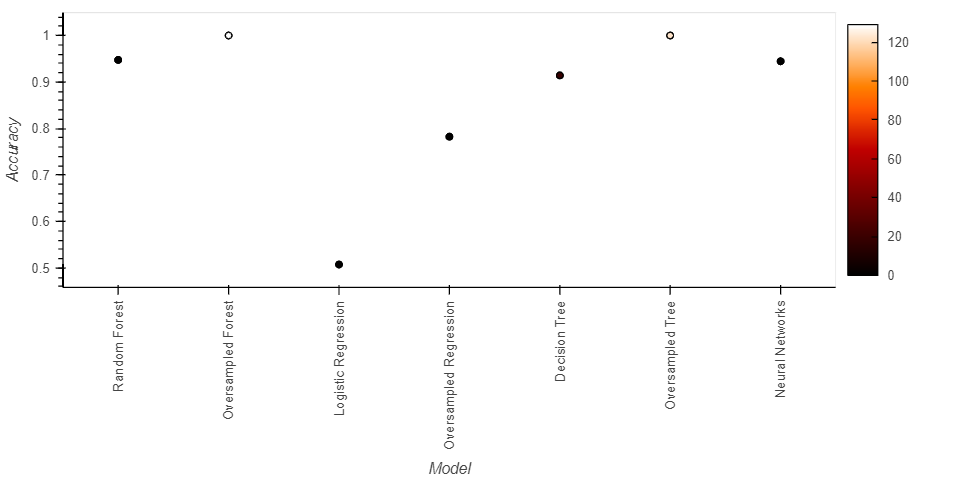 Accuracy
1
0.9
0.8
0.7
0.6
0.5
Random Forest
Oversampled Forest
Logistic Regression
Oversampled Regression
Decision Tree
Oversampled Tree
Neural Networks
Model
120
100
80
60
40
20
0